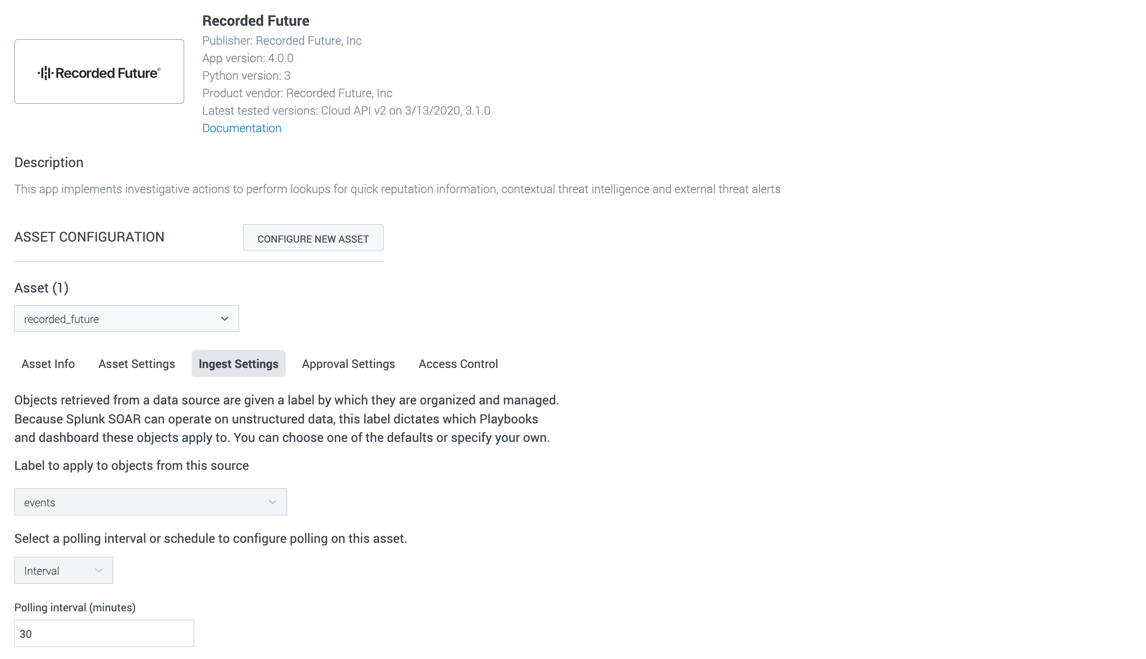 Recorded Future
Publisher: Recorded Future, Inc
App version: 4.0.0
Python version: 3
Product vendor: Recorded Future, Inc
Latest tested versions: Cloud API v2 on 3/13/2020, 3.1.0
Documentation
Recorded Future®
Description
This app implements investigative actions to perform lookups for quick reputation information, contextual threat intelligence and external threat alerts
ASSET CONFIGURATION
CONFIGURE NEW ASSET
Asset (1)
recorded_future
Asset Info Asset Settings Ingest Settings Approval Settings Access Control
Objects retrieved from a data source are given a label by which they are organized and managed.
Because Splunk SOAR can operate on unstructured data, this label dictates which Playbooks
and dashboard these objects apply to. You can choose one of the defaults or specify your own.
Label to apply to objects from this source
events
Select a polling interval or schedule to configure polling on this asset.
Interval
Polling interval (minutes)
30